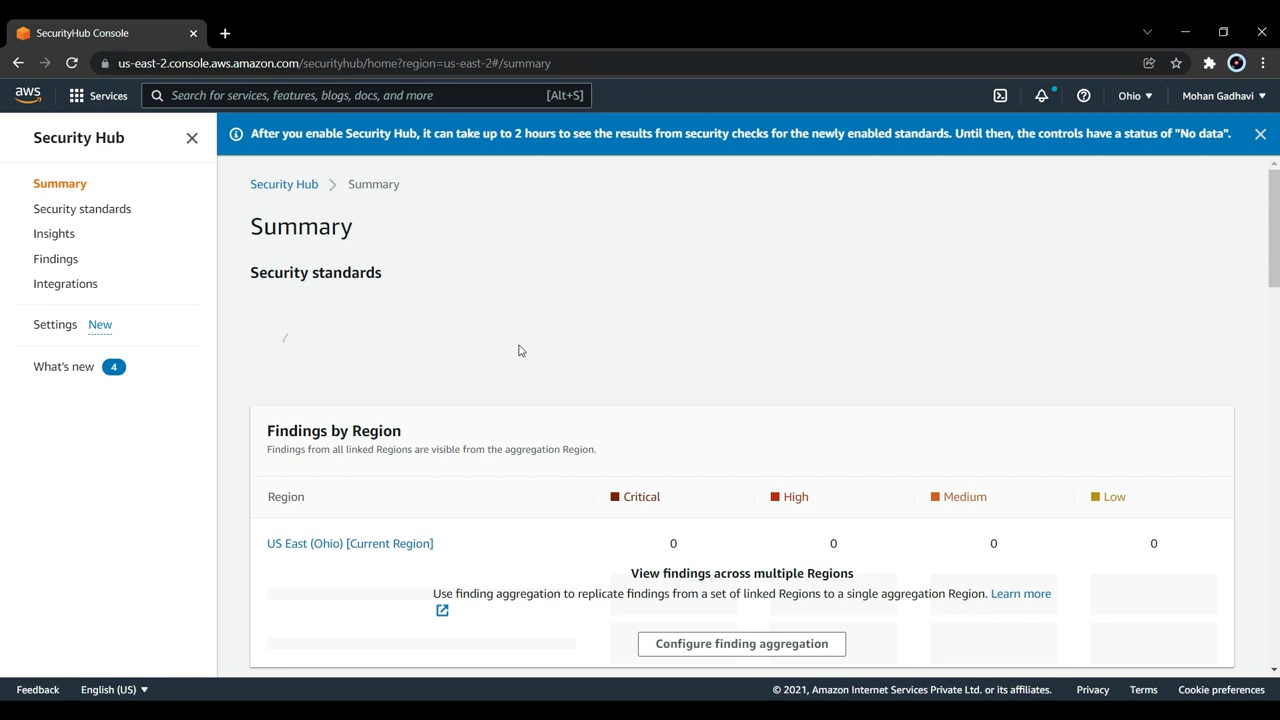 SecurityHub Console
us-east-2.console.aws.amazon.com/securityhub/home?region=us-east-2#/summary
aws
Services
Search for services, features, blogs, docs, and more
[Alt+S]
Ohio ▼
Mohan Gadhavi ▼
Security Hub
After you enable Security Hub, it can take up to 2 hours to see the results from security checks for the newly enabled standards. Until then, the controls have a status of "No data".
Summary
Security standards
Insights
Findings
Integrations
Settings New
What's new 4
Security Hub > Summary
Summary
Security standards
Findings by Region
Findings from all linked Regions are visible from the aggregation Region.
Region Critical High Medium Low
US East (Ohio) [Current Region] 0 0 0 0
View findings across multiple Regions
Use finding aggregation to replicate findings from a set of linked Regions to a single aggregation Region. Learn more
Configure finding aggregation
Feedback English (US) ▼
© 2021, Amazon Internet Services Private Ltd. or its affiliates. Privacy Terms Cookie preferences